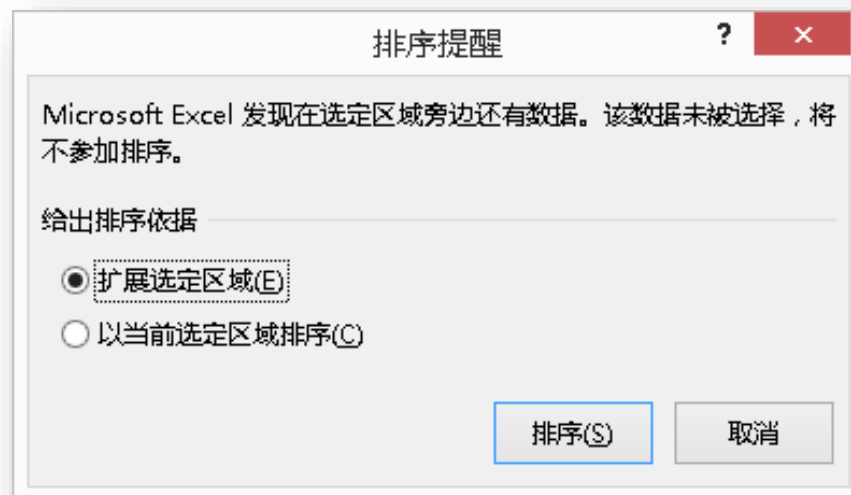 排序提醒
?
Microsoft Excel 发现在选定区域旁边还有数据。该数据未被选择，将
不参加排序。
给出排序依据
扩展选定区域(E)
以当前选定区域排序(C)
排序(S)
取消